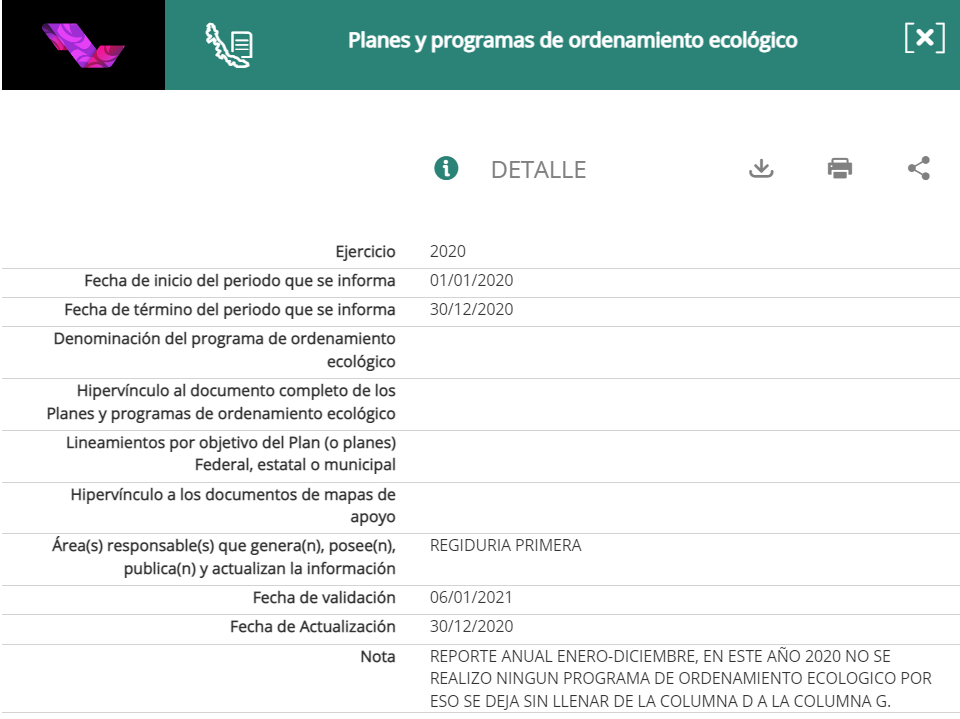 Planes y programas de ordenamiento ecológico
DETALLE
Ejercicio 2020
Fecha de inicio del periodo que se informa 01/01/2020
Fecha de término del periodo que se informa 30/12/2020
Denominación del programa de ordenamiento
ecológico
Hipervínculo al documento completo de los
Planes y programas de ordenamiento ecológico
Lineamientos por objetivo del Plan (o planes)
Federal, estatal o municipal
Hipervínculo a los documentos de mapas de
apoyo
Área(s) responsable(s) que genera(n), posee(n), REGIDURIA PRIMERA
publica(n) y actualizan la información
Fecha de validación 06/01/2021
Fecha de Actualización 30/12/2020
Nota REPORTE ANUAL ENERO-DICIEMBRE, EN ESTE AÑO 2020 NO SE
REALIZO NINGUN PROGRAMA DE ORDENAMIENTO ECOLOGICO POR
ESO SE DEJA SIN LLENAR DE LA COLUMNA D A LA COLUMNA G.